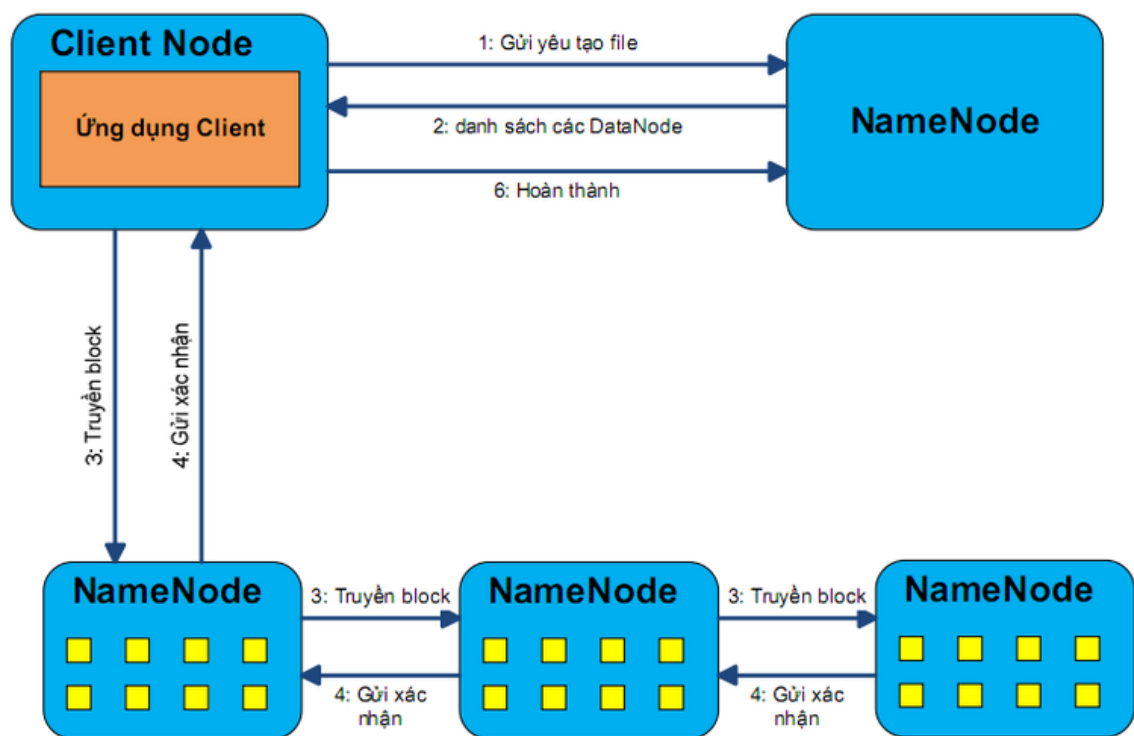 Client Node
Ứng dụng Client
1: Gửi yêu tạo file
2: danh sách các DataNode
6: Hoàn thành
NameNode
3: Truyền block
4: Gửi xác nhận
NameNode
3: Truyền block
4: Gửi xác
nhận
NameNode
3: Truyền block
4: Gửi xác
nhận
NameNode